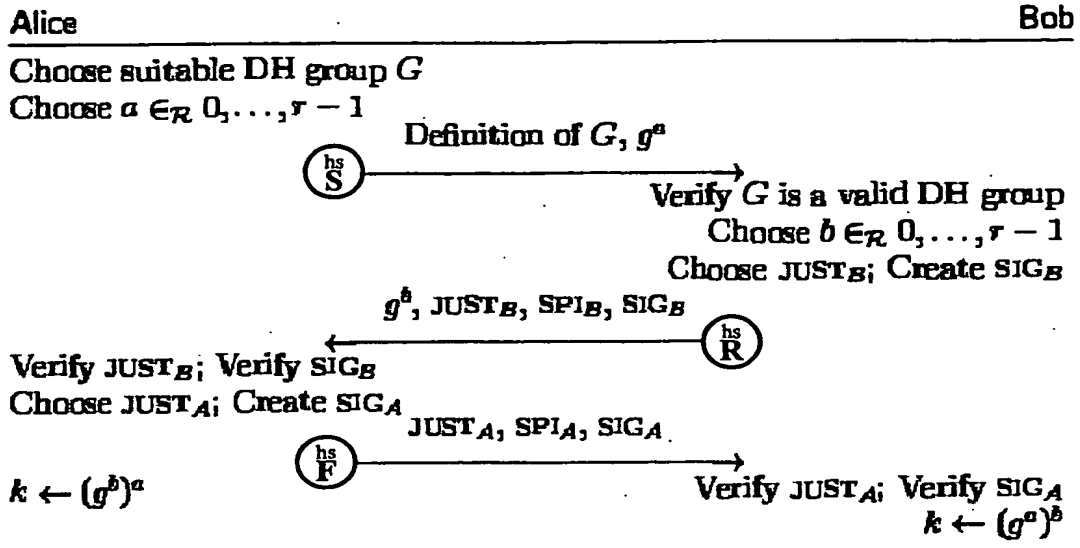 Alice Bob
Choose suitable DH group G
Choose a ∈_R 0,...,r − 1
Definition of G, g^a
hs S
Verify G is a valid DH group
Choose b ∈_R 0,...,r − 1
Choose JUST_B; Create SIG_B
g^b, JUST_B, SPI_B, SIG_B
hs R
Verify JUST_B; Verify SIG_B
Choose JUST_A; Create SIG_A
JUST_A, SPI_A, SIG_A
hs F
k ← (g^b)^a Verify JUST_A; Verify SIG_A
k ← (g^a)^b